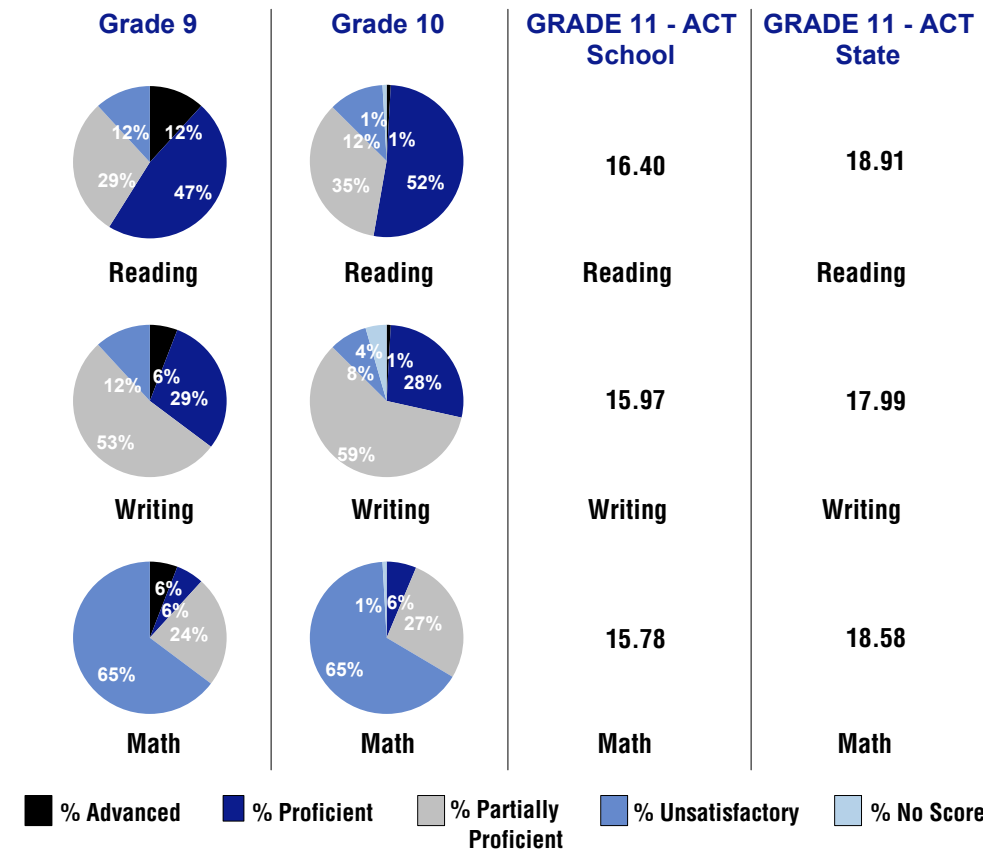 Grade 9
Grade 10
GRADE 11 - ACT
School
GRADE 11 - ACT
State
12%
12%
29%
47%
1%
1%
12%
35%
52%
16.40
18.91
Reading
Reading
Reading
Reading
12%
6%
29%
53%
4%
1%
8%
28%
59%
15.97
17.99
Writing
Writing
Writing
Writing
6%
6%
24%
65%
1%
6%
27%
65%
15.78
18.58
Math
Math
Math
Math
% Advanced
% Proficient
% Partially
Proficient
% Unsatisfactory
% No Score